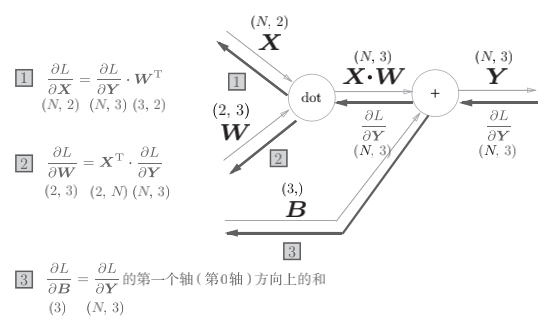 (N, 2)
X
1
dot
(2, 3)
W
2
(N, 3)
X·W
+
∂L/∂Y
(N, 3)
(N, 3)
Y
∂L/∂Y
(N, 3)
(3,)
B
3
1 ∂L/∂X = ∂L/∂Y · W^T
(N, 2) (N, 3) (3, 2)
2 ∂L/∂W = X^T · ∂L/∂Y
(2, 3) (2, N) (N, 3)
3 ∂L/∂B = ∂L/∂Y 的第一个轴(第0轴)方向上的和
(3) (N, 3)